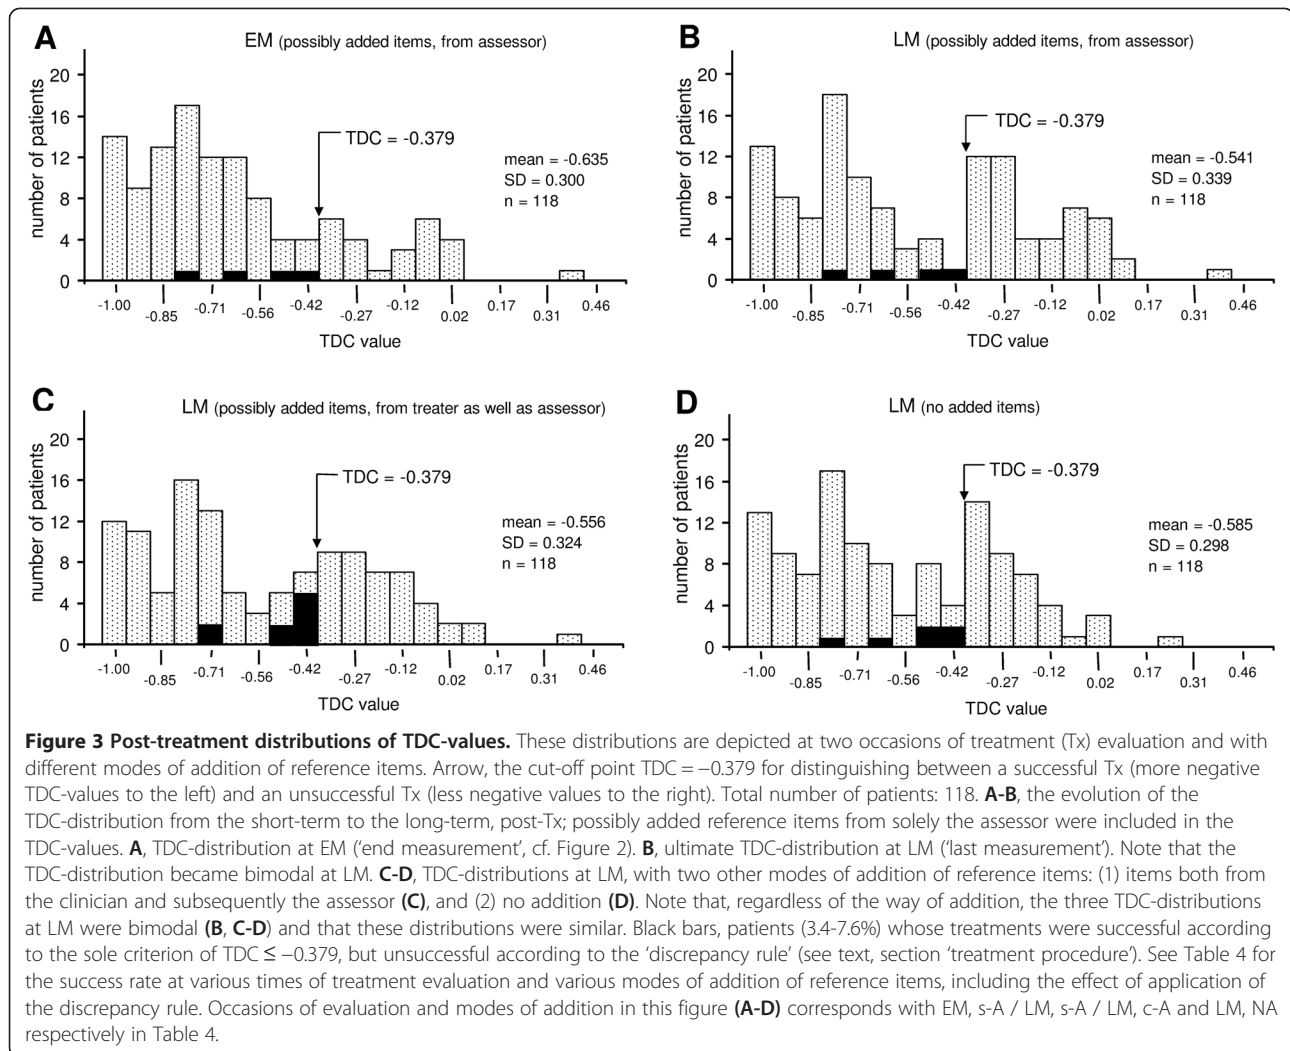 A
EM (possibly added items, from assessor)
number of patients
20
16
12
8
4
0
TDC = -0.379
mean = -0.635
SD = 0.300
n = 118
-1.00 -0.85 -0.71 -0.56 -0.42 -0.27 -0.12 0.02 0.17 0.31 0.46
TDC value
B
LM (possibly added items, from assessor)
number of patients
20
16
12
8
4
0
TDC = -0.379
mean = -0.541
SD = 0.339
n = 118
-1.00 -0.85 -0.71 -0.56 -0.42 -0.27 -0.12 0.02 0.17 0.31 0.46
TDC value
C
LM (possibly added items, from treater as well as assessor)
number of patients
20
16
12
8
4
0
TDC = -0.379
mean = -0.556
SD = 0.324
n = 118
-1.00 -0.85 -0.71 -0.56 -0.42 -0.27 -0.12 0.02 0.17 0.31 0.46
TDC value
D
LM (no added items)
number of patients
20
16
12
8
4
0
TDC = -0.379
mean = -0.585
SD = 0.298
n = 118
-1.00 -0.85 -0.71 -0.56 -0.42 -0.27 -0.12 0.02 0.17 0.31 0.46
TDC value
Figure 3 Post-treatment distributions of TDC-values. These distributions are depicted at two occasions of treatment (Tx) evaluation and with
different modes of addition of reference items. Arrow, the cut-off point TDC = −0.379 for distinguishing between a successful Tx (more negative
TDC-values to the left) and an unsuccessful Tx (less negative values to the right). Total number of patients: 118. A-B, the evolution of the
TDC-distribution from the short-term to the long-term, post-Tx; possibly added reference items from solely the assessor were included in the
TDC-values. A, TDC-distribution at EM (‘end measurement’, cf. Figure 2). B, ultimate TDC-distribution at LM (‘last measurement’). Note that the
TDC-distribution became bimodal at LM. C-D, TDC-distributions at LM, with two other modes of addition of reference items: (1) items both from
the clinician and subsequently the assessor (C), and (2) no addition (D). Note that, regardless of the way of addition, the three TDC-distributions
at LM were bimodal (B, C-D) and that these distributions were similar. Black bars, patients (3.4-7.6%) whose treatments were successful according
to the sole criterion of TDC ≤ −0.379, but unsuccessful according to the ‘discrepancy rule’ (see text, section ‘treatment procedure’). See Table 4 for
the success rate at various times of treatment evaluation and various modes of addition of reference items, including the effect of application of
the discrepancy rule. Occasions of evaluation and modes of addition in this figure (A-D) corresponds with EM, s-A / LM, s-A / LM, c-A and LM, NA
respectively in Table 4.